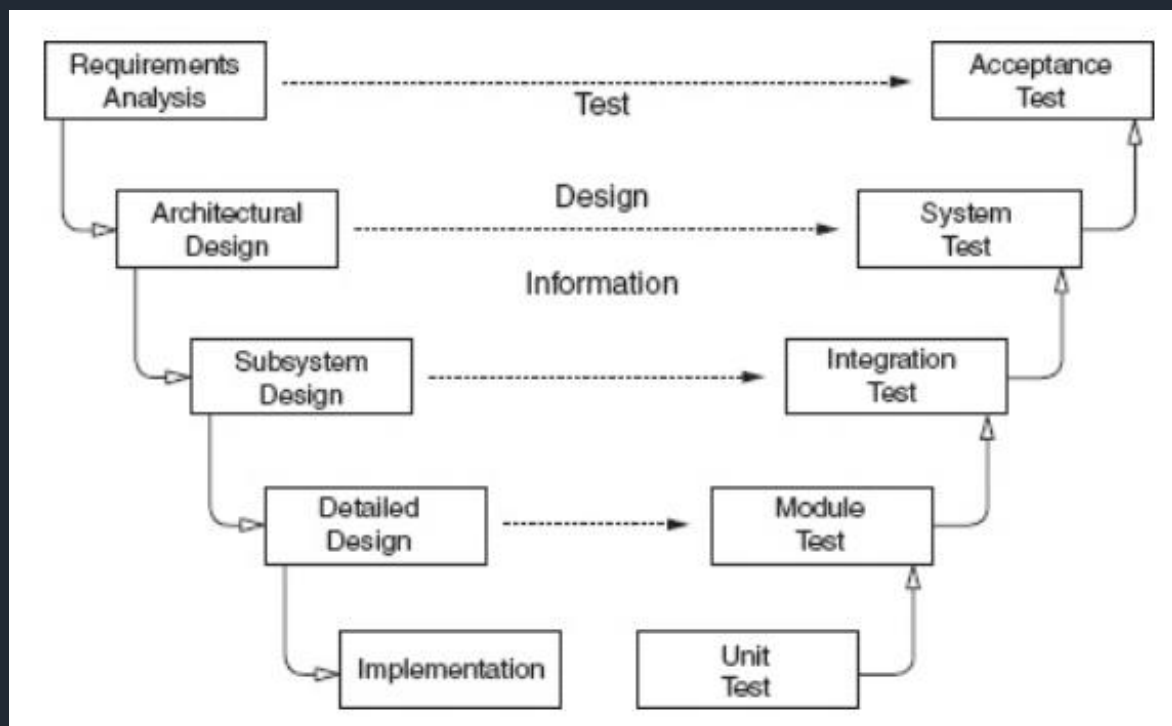 Requirements
Analysis
Acceptance
Test
Test
Architectural
Design
Design
System
Test
Information
Subsystem
Design
Integration
Test
Detailed
Design
Module
Test
Implementation
Unit
Test